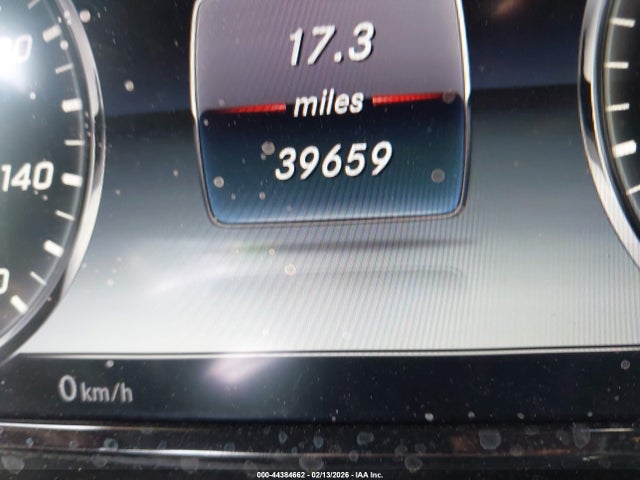 17.3
miles
39659
140
0 km/h
000-44384662 - 02/13/2026 - IAA Inc.